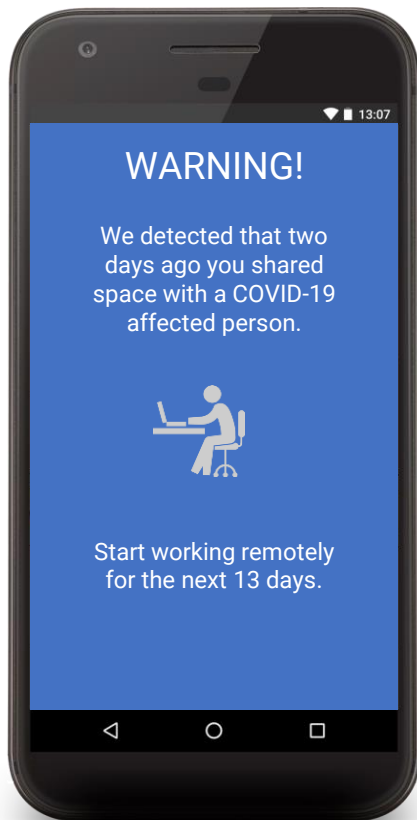 13:07
WARNING!
We detected that two
days ago you shared
space with a COVID-19
affected person.
Start working remotely
for the next 13 days.